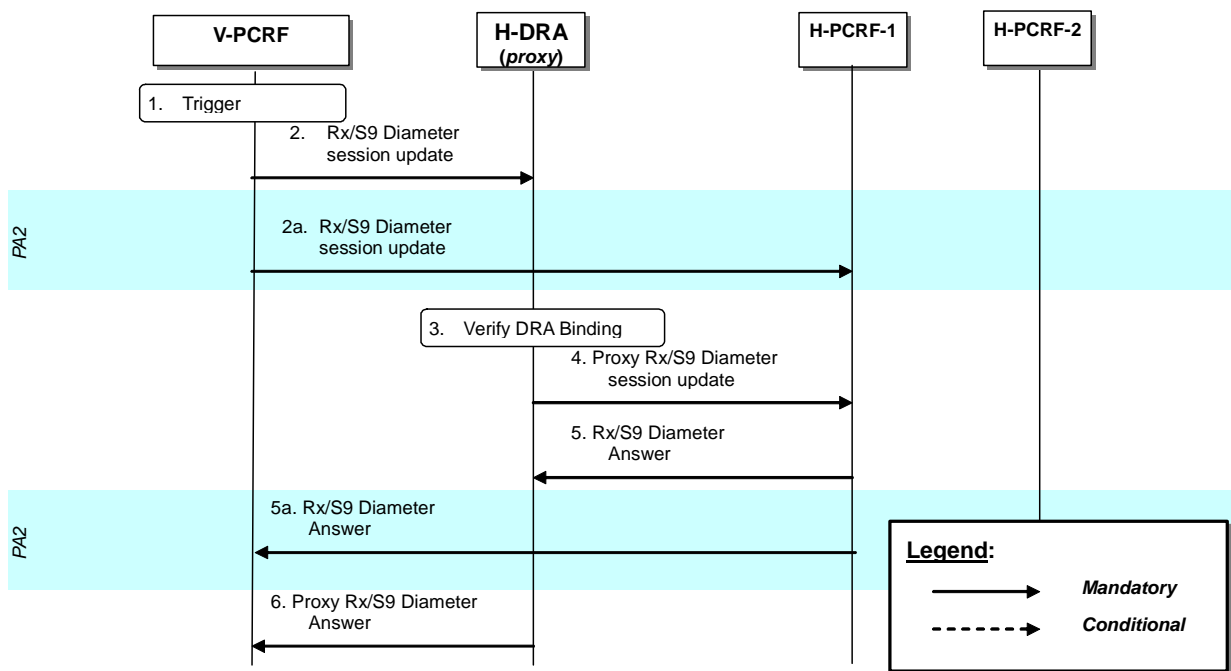 V-PCRF
H-DRA
(proxy)
H-PCRF-1
H-PCRF-2
1. Trigger
2. Rx/S9 Diameter
session update
PA2
2a. Rx/S9 Diameter
session update
3. Verify DRA Binding
4. Proxy Rx/S9 Diameter
session update
5. Rx/S9 Diameter
Answer
PA2
5a. Rx/S9 Diameter
Answer
6. Proxy Rx/S9 Diameter
Answer
Legend:
Mandatory
Conditional